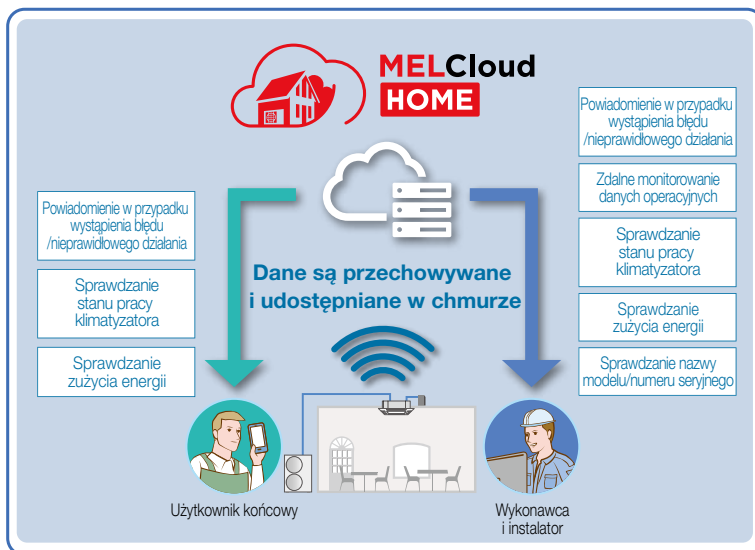 MELCloud
HOME
Powiadomienie w przypadku
wystąpienia błędu
/nieprawidłowego działania
Sprawdzanie
stanu pracy
klimatyzatora
Sprawdzanie
zużycia energii
Dane są przechowywane
i udostępniane w chmurze
Powiadomienie w przypadku
wystąpienia błędu
/nieprawidłowego działania
Zdalne monitorowanie
danych operacyjnych
Sprawdzanie
stanu pracy
klimatyzatora
Sprawdzanie
zużycia energii
Sprawdzanie nazwy
modelu/numeru seryjnego
Użytkownik końcowy
Wykonawca
i instalator